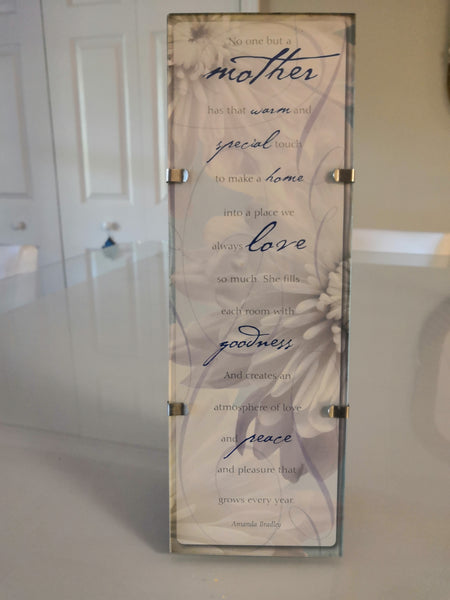 No one but a
mother
has that warm and
special touch
to make a home
into a place we
always love
so much. She fills
each room with
goodness
And creates an
atmosphere of love
and peace
and pleasure that
grows every year.
Amanda Bradley